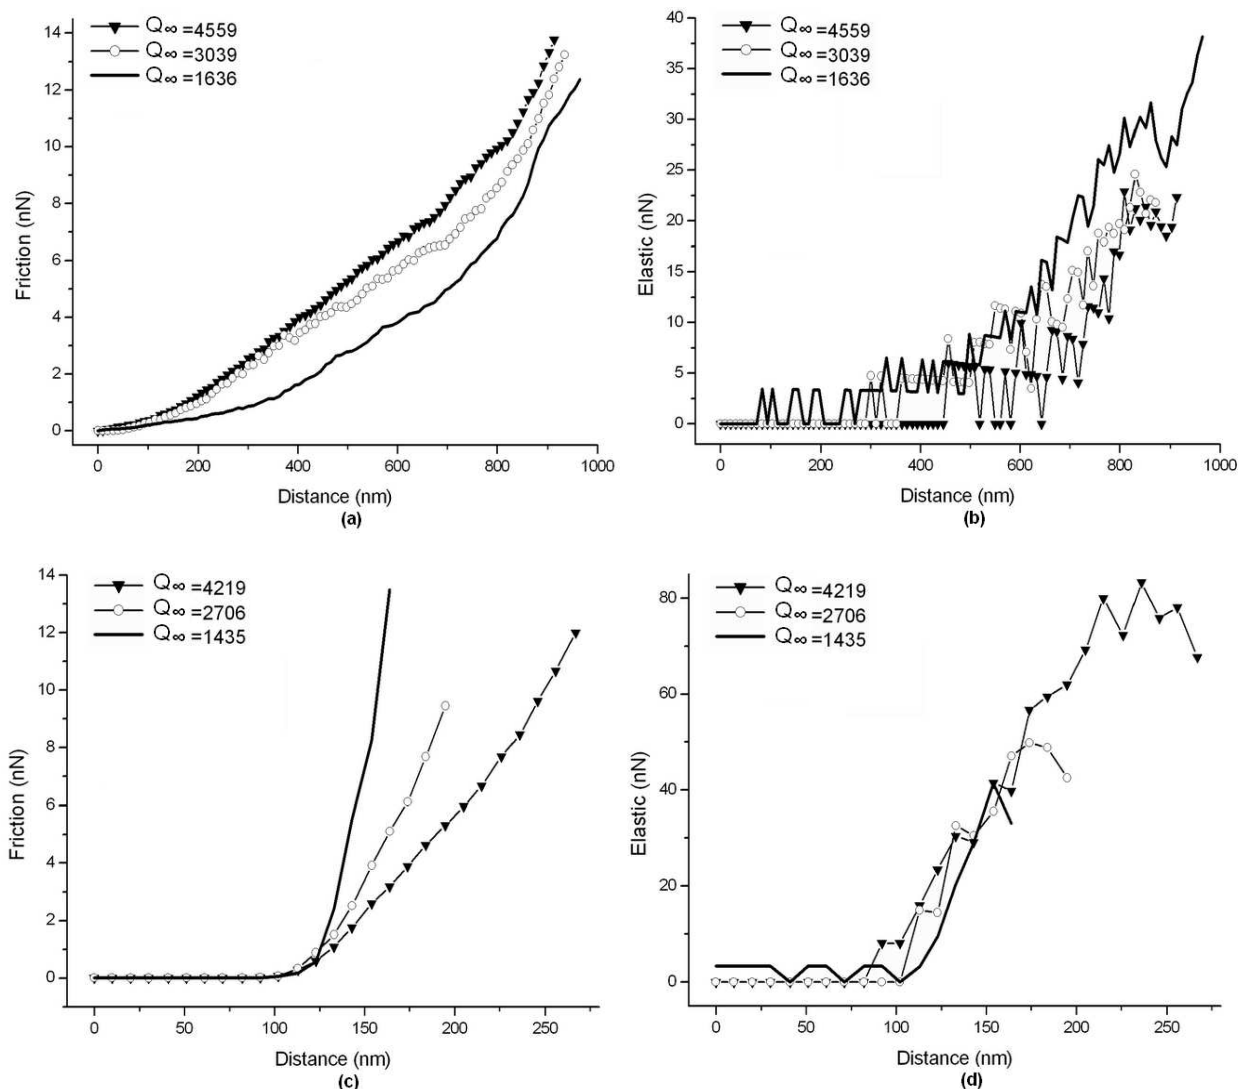 Q∞=4559
Q∞=3039
Q∞=1636
14
12
10
8
6
4
2
0
Friction (nN)
0 200 400 600 800 1000
Distance (nm)
(a)
Q∞=4559
Q∞=3039
Q∞=1636
40
35
30
25
20
15
10
5
0
Elastic (nN)
0 200 400 600 800 1000
Distance (nm)
(b)
Q∞=4219
Q∞=2706
Q∞=1435
14
12
10
8
6
4
2
0
Friction (nN)
0 50 100 150 200 250
Distance (nm)
(c)
Q∞=4219
Q∞=2706
Q∞=1435
80
60
40
20
0
Elastic (nN)
0 50 100 150 200 250
Distance (nm)
(d)